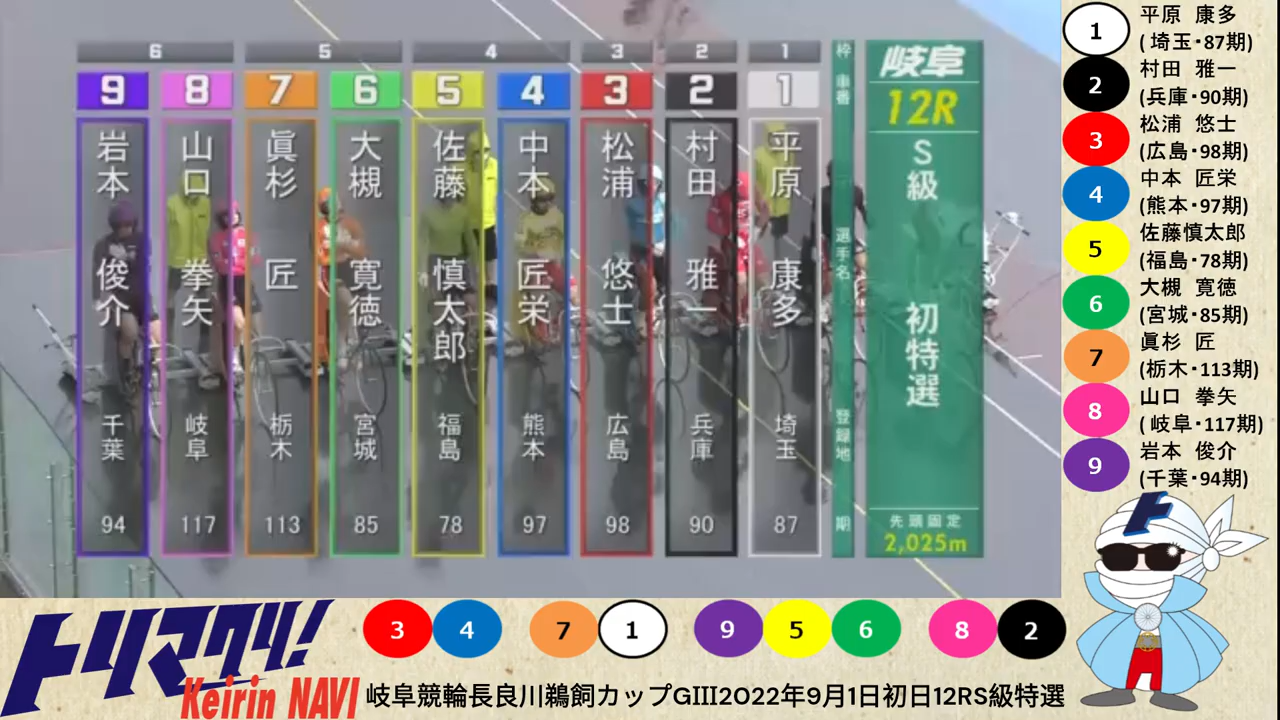 6 5 4 3 2 1 枠
9 8 7 6 5 4 3 2 1 車番
岩本 俊介 千葉 94
山口 拳矢 岐阜 117
眞杉 匠 栃木 113
大槻 寛徳 宮城 85
佐藤 慎太郎 福島 78
中本 匠栄 熊本 97
松浦 悠士 広島 98
村田 雅一 兵庫 90
平原 康多 埼玉 87
選手名
登録地
期
岐阜
12R
S級 初特選
先頭固定
2,025m
1 平原 康多
(埼玉・87期)
2 村田 雅一
(兵庫・90期)
3 松浦 悠士
(広島・98期)
4 中本 匠栄
(熊本・97期)
5 佐藤慎太郎
(福島・78期)
6 大槻 寛徳
(宮城・85期)
7 眞杉 匠
(栃木・113期)
8 山口 拳矢
(岐阜・117期)
9 岩本 俊介
(千葉・94期)
トリマクリ!
Keirin NAVI
3 4 7 1 9 5 6 8 2
岐阜競輪長良川鵜飼カップGIII2022年9月1日初日12RS級特選